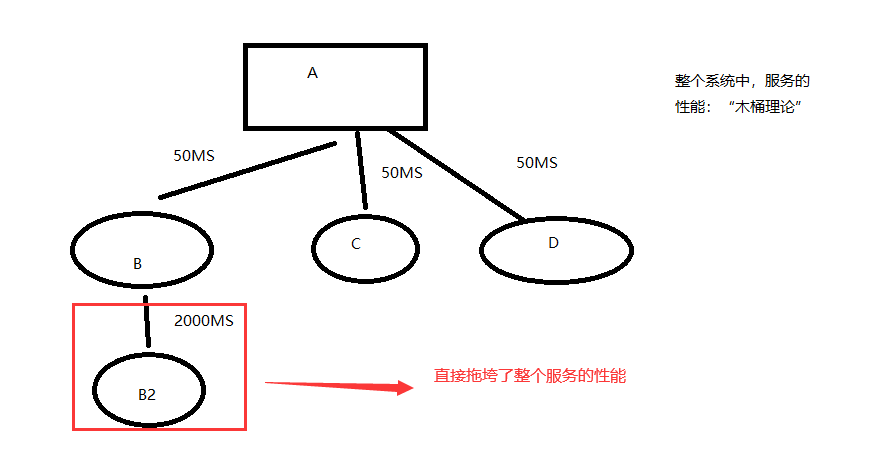 A
整个系统中，服务的
性能：“木桶理论”
50MS
50MS
50MS
B
C
D
2000MS
B2
直接拖垮了整个服务的性能